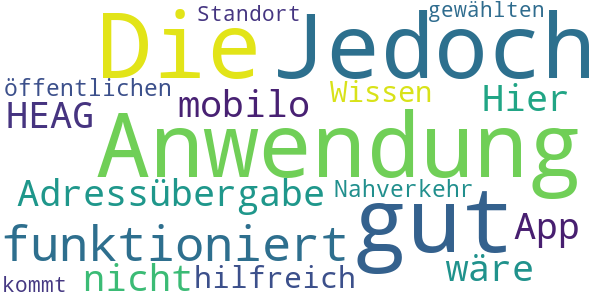 Standort gewählten
Die Jedoch
öffentlichen Wissen Hier
HEAG mobilo
Anwendung
Adressübergabe Nahverkehr
funktioniert gut App
nicht hilfreich wäre
kommt